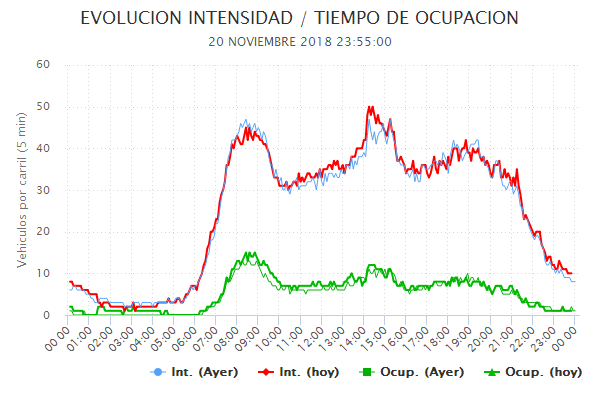 EVOLUCION INTENSIDAD / TIEMPO DE OCUPACION
20 NOVIEMBRE 2018 23:55:00
Vehiculos por carril (5 min)
60
50
40
30
20
10
0
00:00 01:00 02:00 03:00 04:00 05:00 06:00 07:00 08:00 09:00 10:00 11:00 12:00 13:00 14:00 15:00 16:00 17:00 18:00 19:00 20:00 21:00 22:00 23:00 00:00
Int. (Ayer) Int. (hoy) Ocup. (Ayer) Ocup. (hoy)